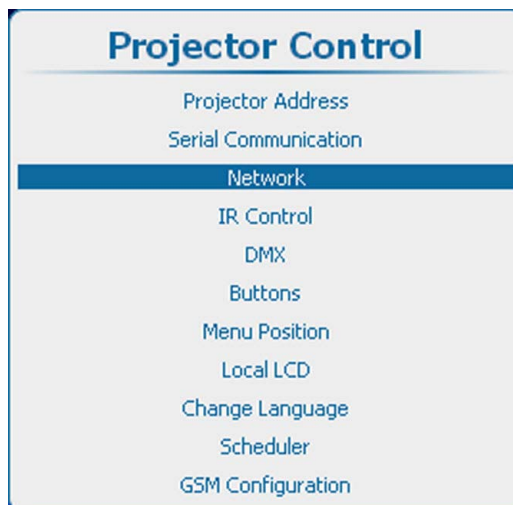 Projector Control
Projector Address
Serial Communication
Network
IR Control
DMX
Buttons
Menu Position
Local LCD
Change Language
Scheduler
GSM Configuration